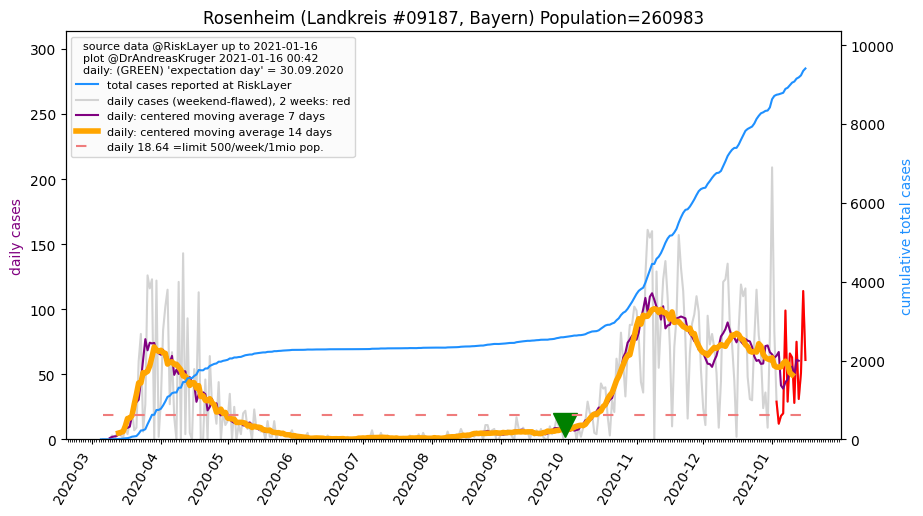 Rosenheim (Landkreis #09187, Bayern) Population=260983
source data @RiskLayer up to 2021-01-16
plot @DrAndreasKruger 2021-01-16 00:42
daily: (GREEN) 'expectation day' = 30.09.2020
total cases reported at RiskLayer
daily cases (weekend-flawed), 2 weeks: red
daily: centered moving average 7 days
daily: centered moving average 14 days
daily 18.64 =limit 500/week/1mio pop.
daily cases
300
250
200
150
100
50
0
cumulative total cases
10000
8000
6000
4000
2000
0
2020-03
2020-04
2020-05
2020-06
2020-07
2020-08
2020-09
2020-10
2020-11
2020-12
2021-01